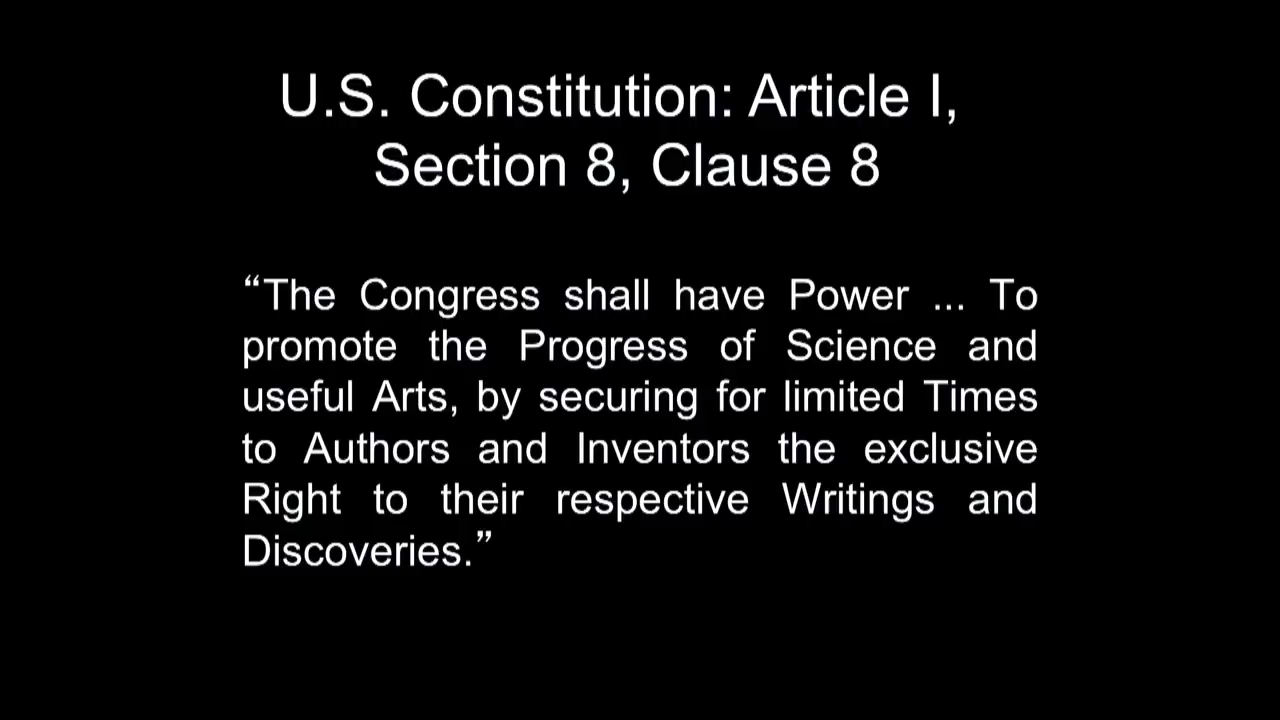 U.S. Constitution: Article I,
Section 8, Clause 8
“The Congress shall have Power ... To
promote the Progress of Science and
useful Arts, by securing for limited Times
to Authors and Inventors the exclusive
Right to their respective Writings and
Discoveries.”